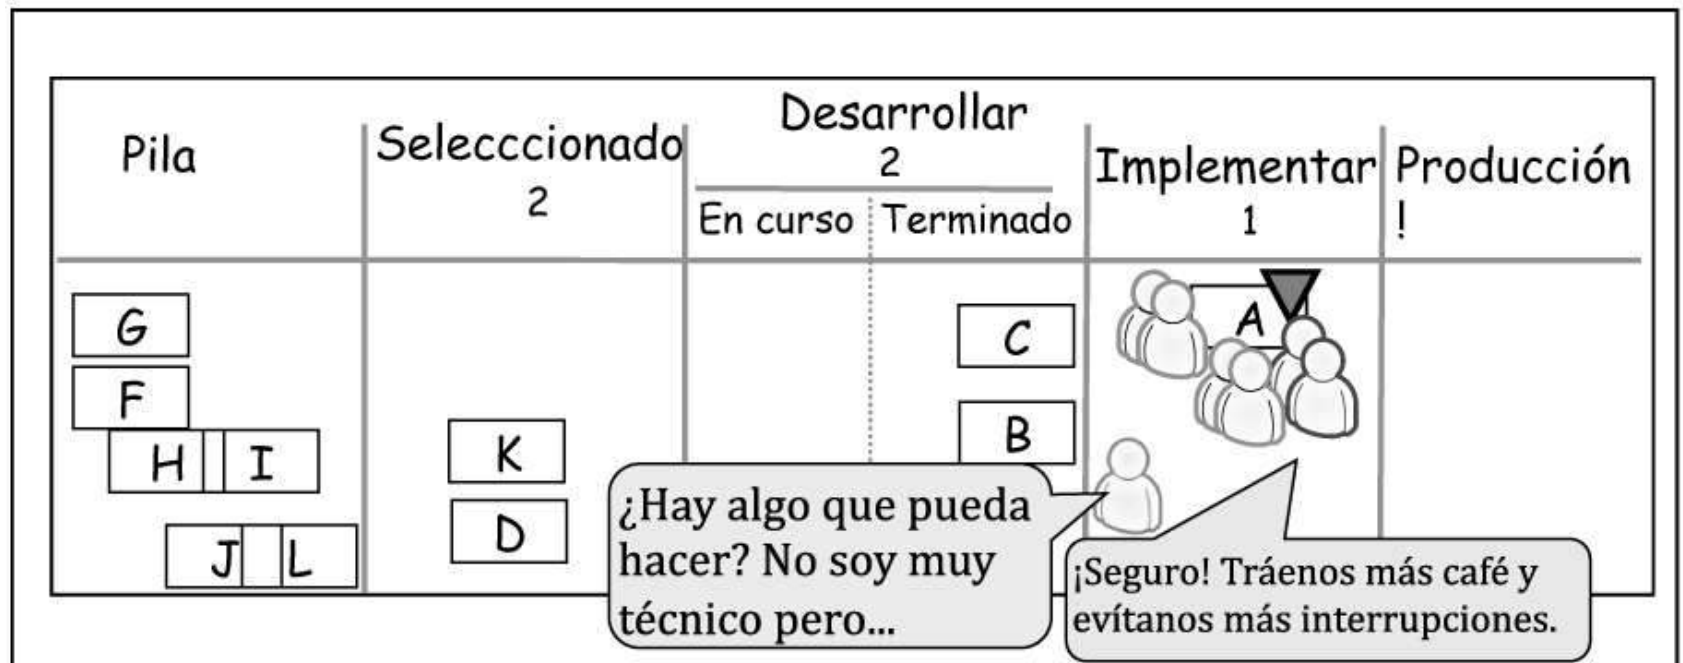 Pila
Selecccionado
2
Desarrollar
2
En curso
Terminado
Implementar
1
Producción
!
G
F
H I
J L
K
D
C
B
A
¿Hay algo que pueda
hacer? No soy muy
técnico pero...
¡Seguro! Tráenos más café y
evítanos más interrupciones.